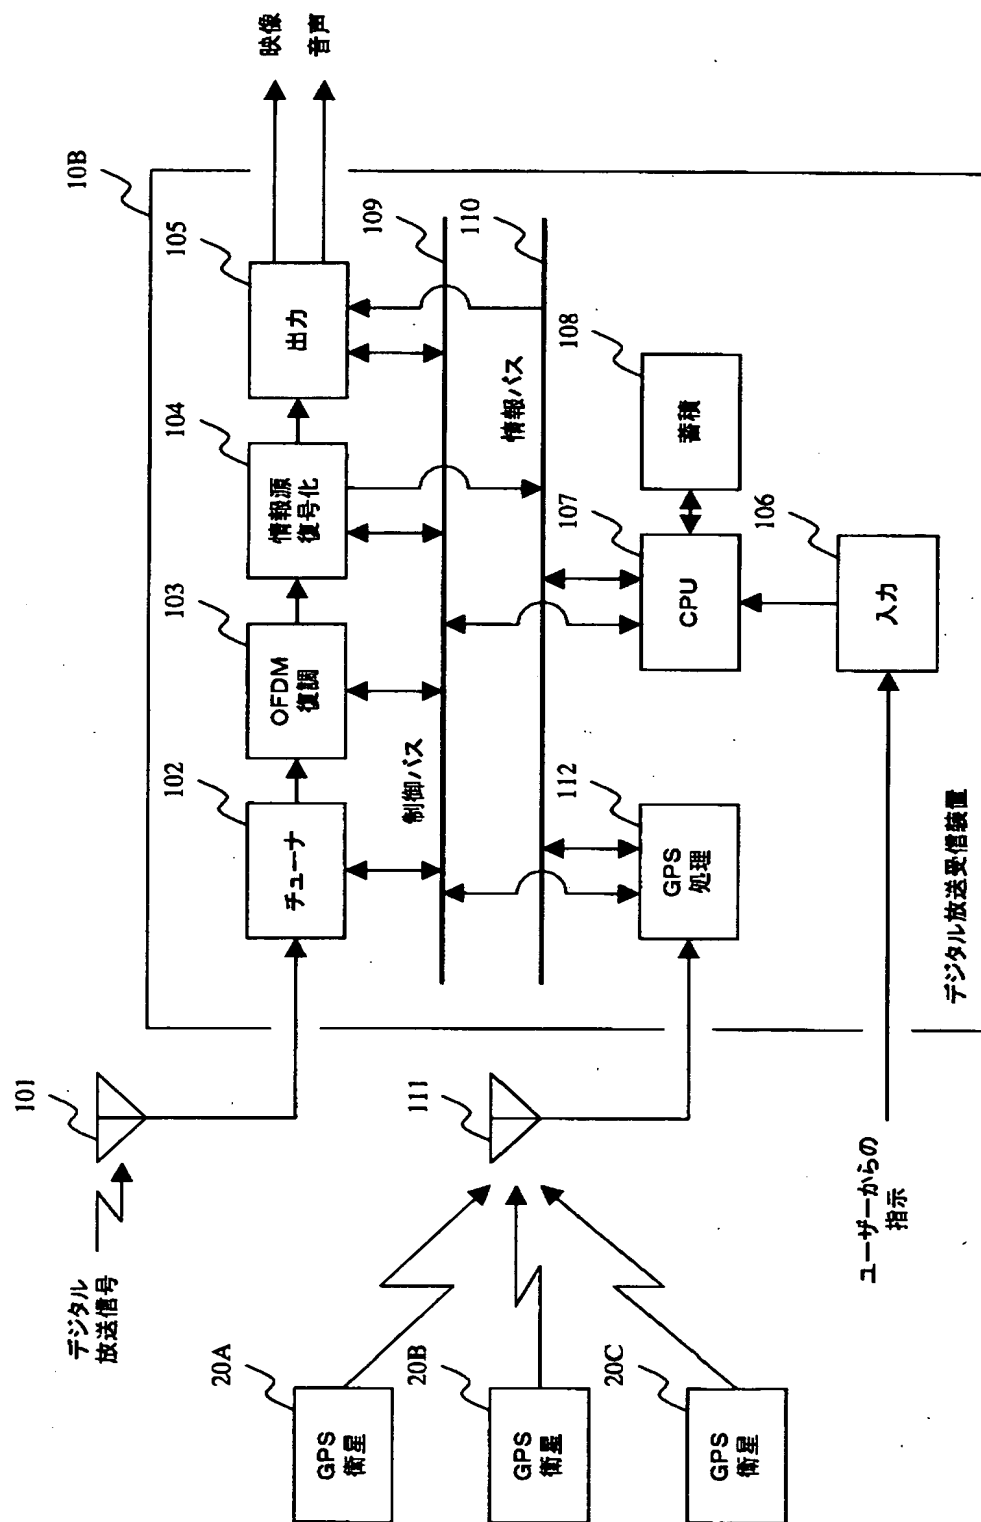 映像
音声
10B
105
出力
104
情報源
復号化
103
OFDM
復調
102
チューナ
101
デジタル
放送信号
109
制御バス
110
情報バス
108
蓄積
107
CPU
106
入力
112
GPS
処理
111
デジタル放送受信装置
ユーザーからの
指示
20A
GPS
衛星
20B
GPS
衛星
20C
GPS
衛星